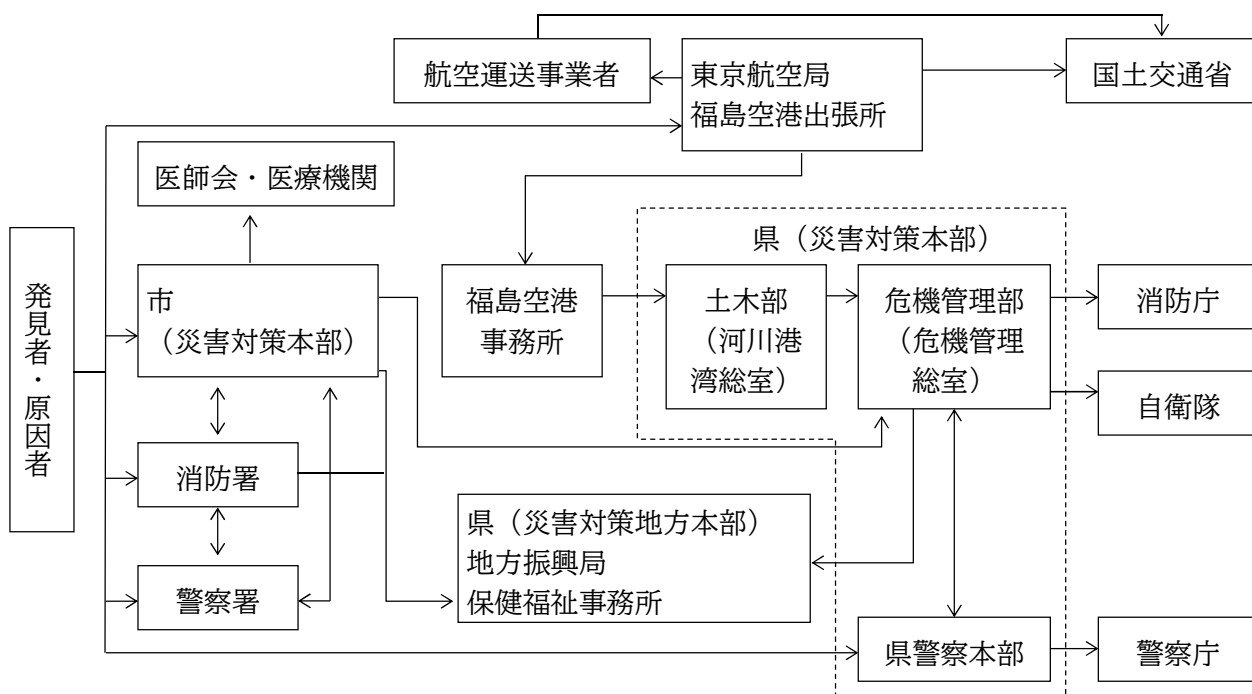 航空運送事業者
東京航空局
福島空港出張所
国土交通省
医師会・医療機関
県（災害対策本部）
発見者・原因者
市
（災害対策本部）
福島空港
事務所
土木部
（河川港
湾総室）
危機管理部
（危機管理
総室）
消防庁
自衛隊
消防署
県（災害対策地方本部）
地方振興局
保健福祉事務所
警察署
県警察本部
警察庁